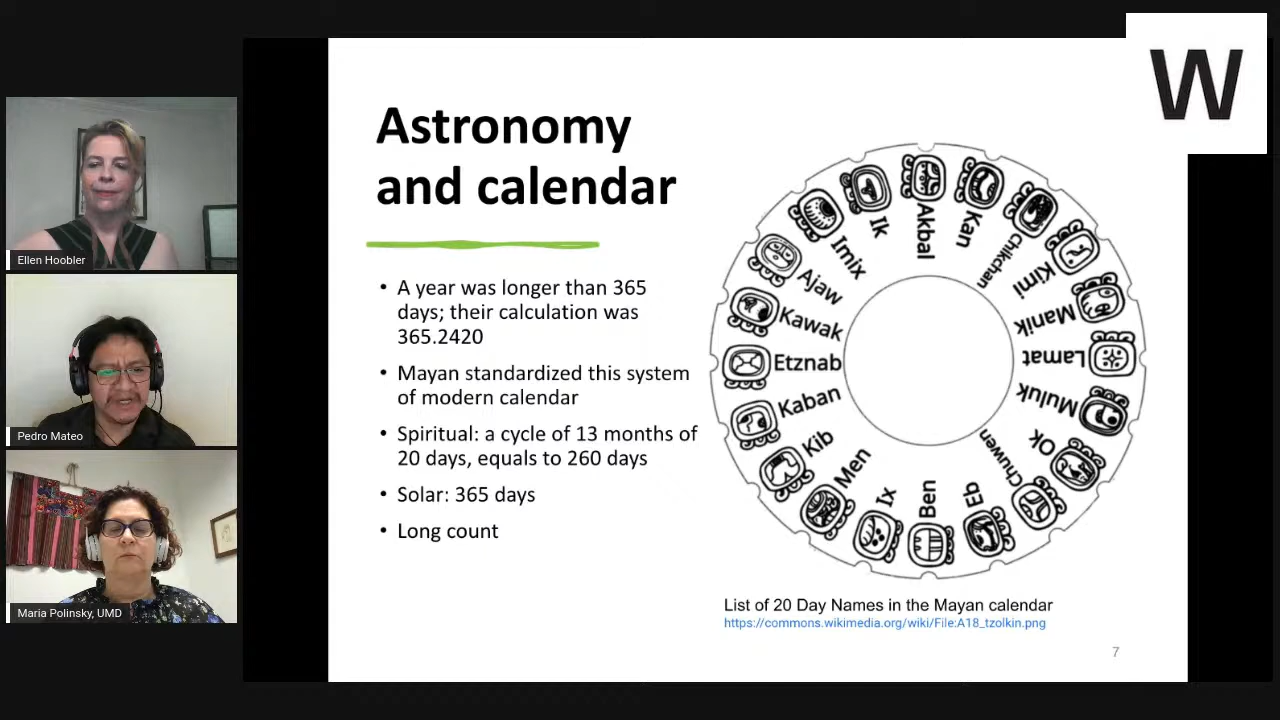 Ellen Hoobler
Pedro Mateo
Maria Polinsky, UMD
W
Astronomy
and calendar
• A year was longer than 365
days; their calculation was
365.2420
• Mayan standardized this system
of modern calendar
• Spiritual: a cycle of 13 months of
20 days, equals to 260 days
• Solar: 365 days
• Long count
Imix
Ik
Akbal
Kan
Chikchan
Kimi
Manik
Lamat
Muluk
Ok
Chuwen
Eb
Ben
Ix
Men
Kib
Kaban
Etznab
Kawak
Ajaw
List of 20 Day Names in the Mayan calendar
https://commons.wikimedia.org/wiki/File:A18_tzolkin.png
7